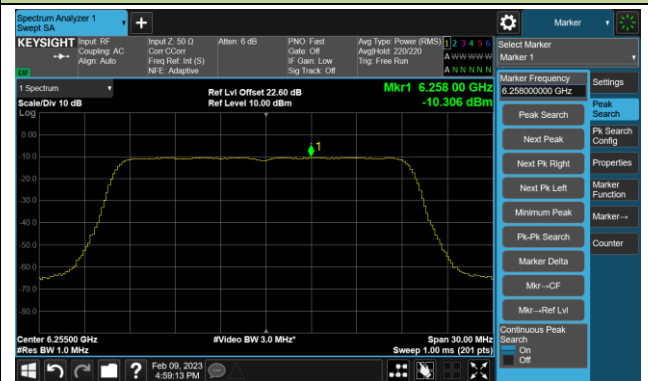 Spectrum Analyzer 1
Swept SA
Marker
KEYSIGHT
Input: RF
Coupling: AC
Align: Auto
Input Z: 50 Ω
Corr CCorr
Freq Ref: Int (S)
NFE: Adaptive
Atten: 6 dB
PNO: Fast
Gate: Off
IF Gain: Low
Sig Track: Off
Avg Type: Power (RMS)
Avg|Hold: 220/220
Trig: Free Run
1 2 3 4 5 6
A W W W W W
A N N N N N
LXI
Select Marker
Marker 1
1 Spectrum
Scale/Div 10 dB
Log
Ref Lvl Offset 22.60 dB
Ref Level 10.00 dBm
Mkr1 6.258 00 GHz
-10.306 dBm
1
0.00
-10.0
-20.0
-30.0
-40.0
-50.0
-60.0
-70.0
-80.0
Center 6.25500 GHz
#Res BW 1.0 MHz
#Video BW 3.0 MHz*
Span 30.00 MHz
Sweep 1.00 ms (201 pts)
Marker Frequency
6.258000000 GHz
Peak Search
Next Peak
Next Pk Right
Next Pk Left
Minimum Peak
Pk-Pk Search
Marker Delta
Mkr→CF
Mkr→Ref Lvl
Continuous Peak
Search
On
Off
Settings
Peak
Search
Pk Search
Config
Properties
Marker
Function
Marker→
Counter
?
Feb 09, 2023
4:59:13 PM